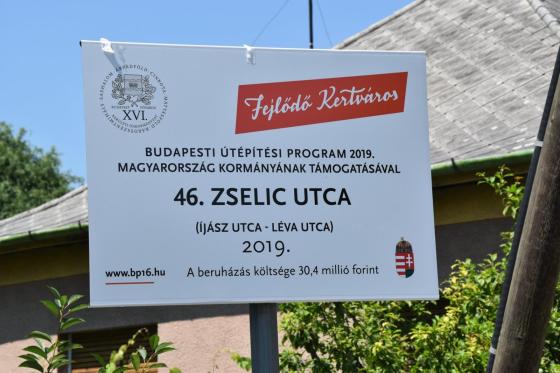 XVI.
Fejlődő Kertváros
BUDAPESTI ÚTÉPÍTÉSI PROGRAM 2019.
MAGYARORSZÁG KORMÁNYÁNAK TÁMOGATÁSÁVAL
46. ZSELIC UTCA
(ÍJÁSZ UTCA - LÉVA UTCA)
2019.
www.bp16.hu
A beruházás költsége 30,4 millió forint